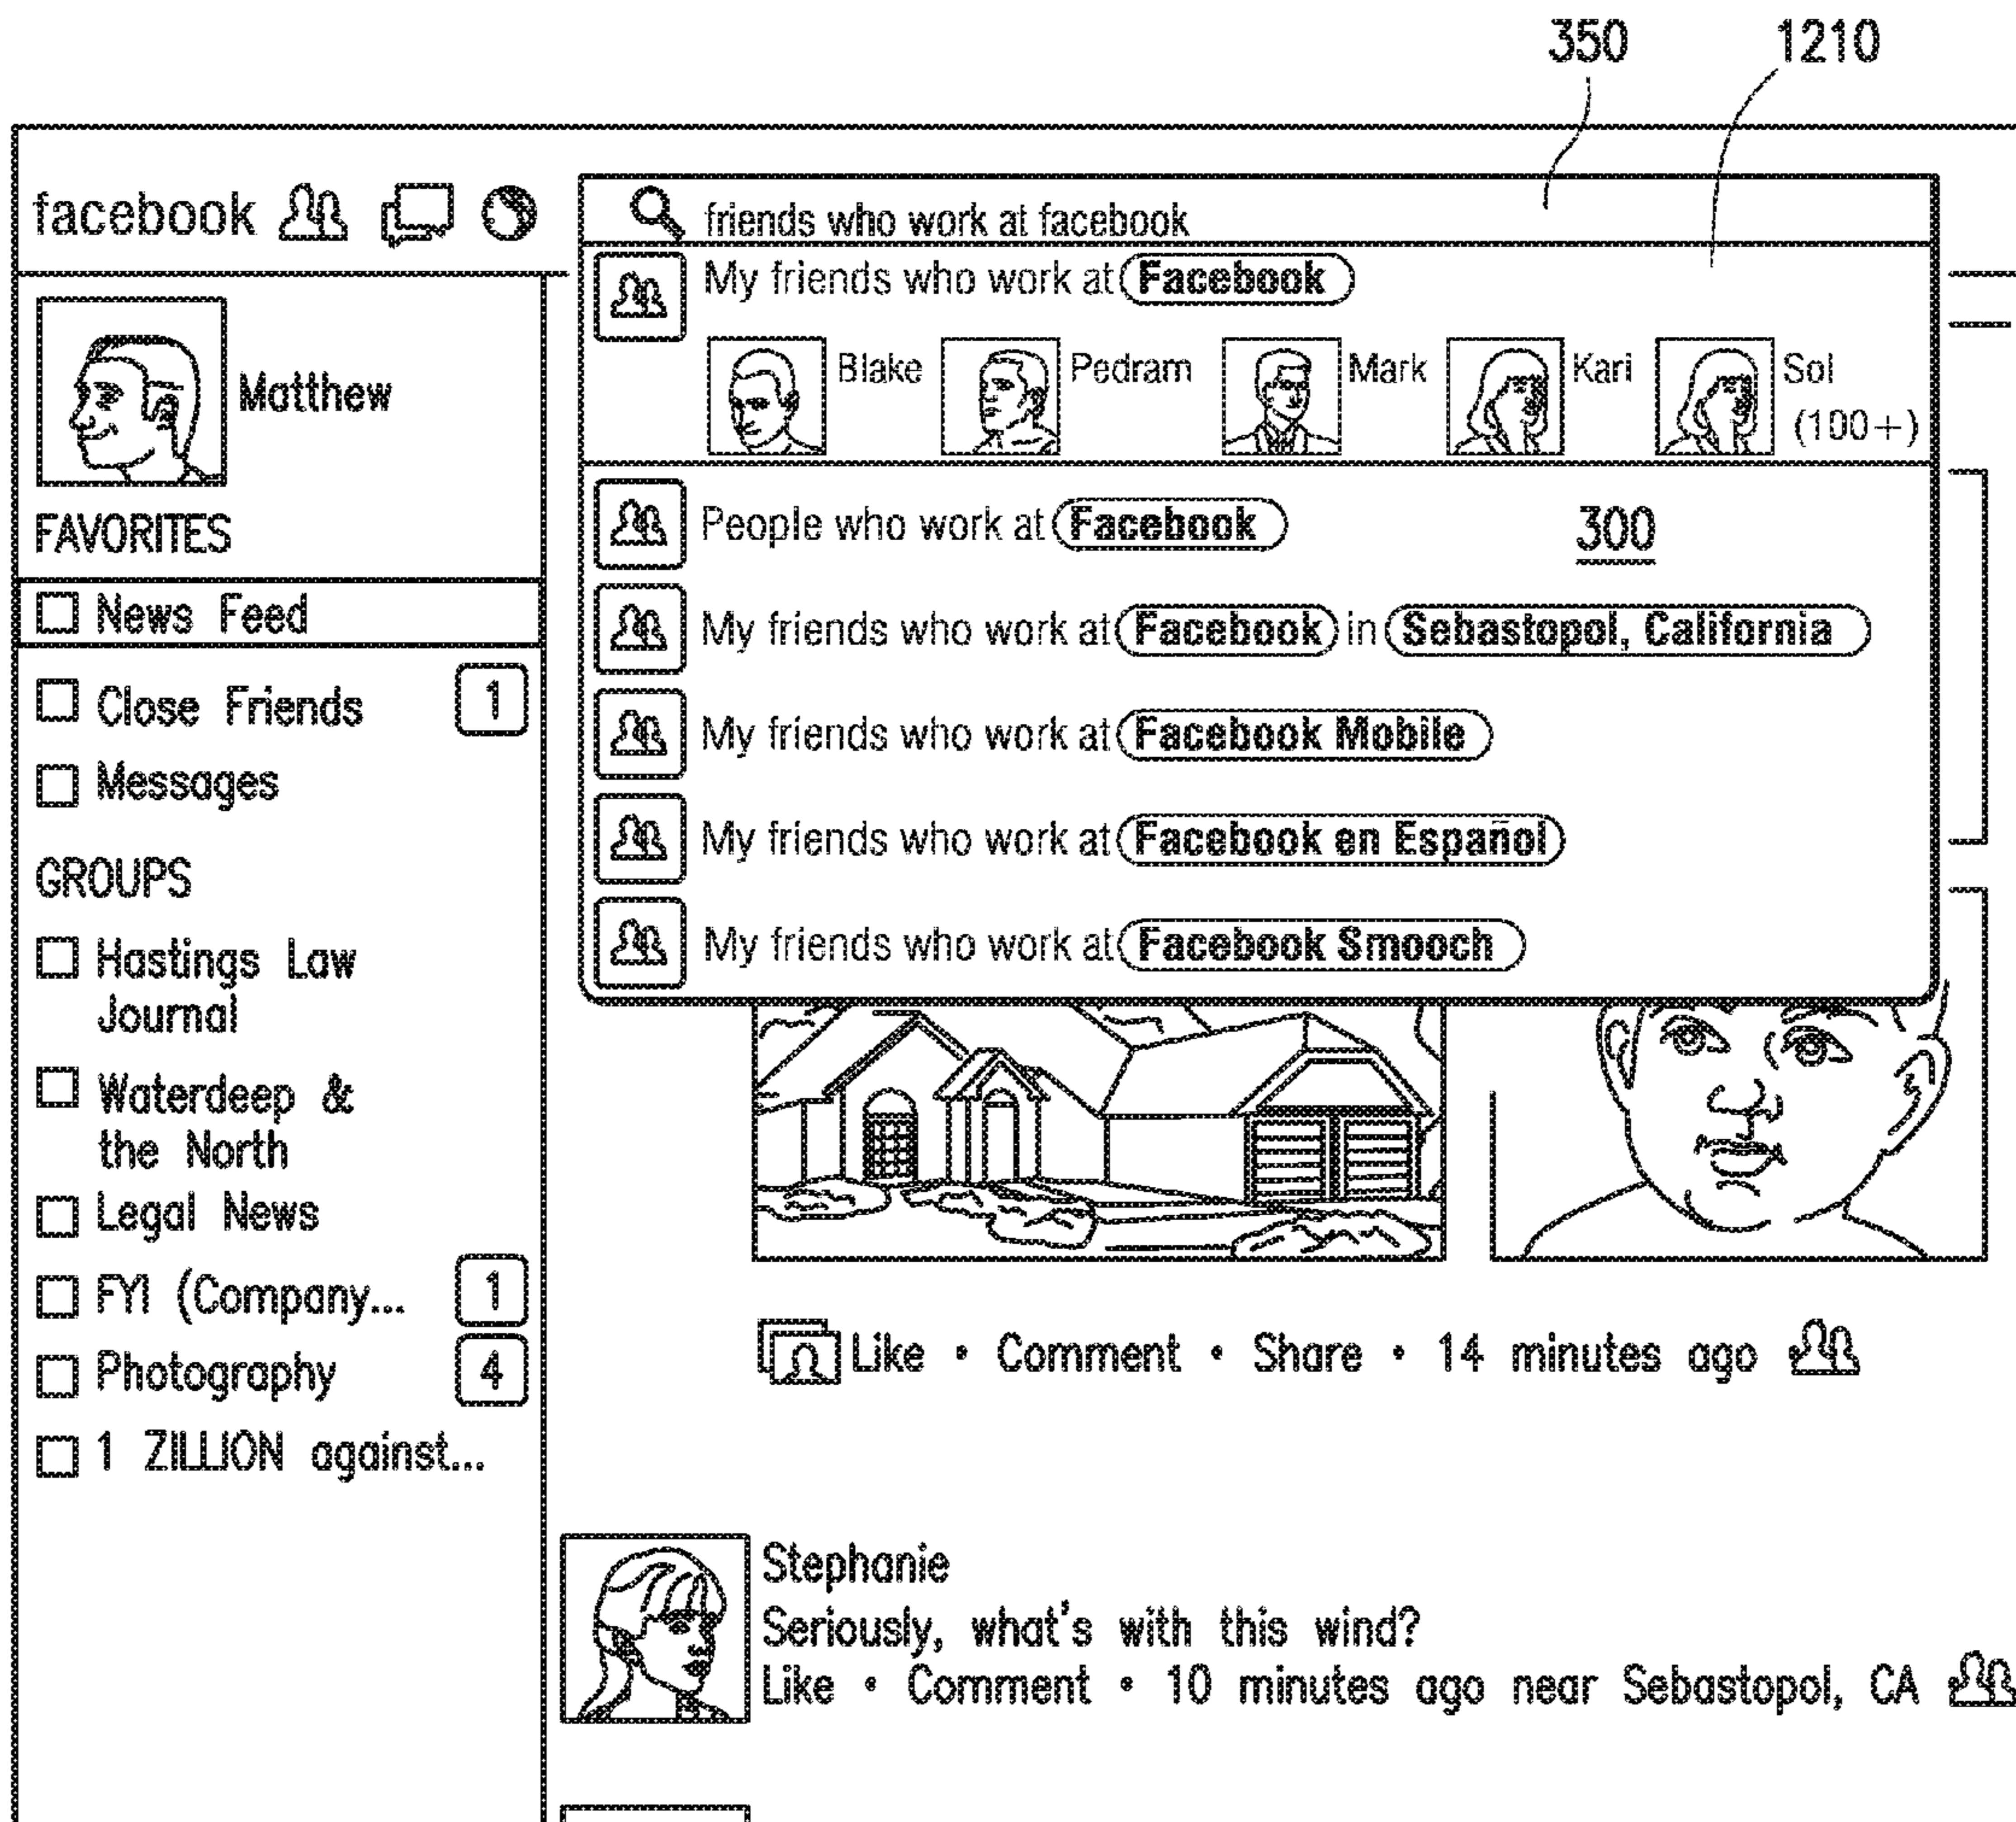 350 1210
facebook
friends who work at facebook
My friends who work at Facebook
Blake Pedram Mark Kari Sol
(100+)
People who work at Facebook
300
My friends who work at Facebook in Sebastopol, California
My friends who work at Facebook Mobile
My friends who work at Facebook en Español
My friends who work at Facebook Smooch
Matthew
FAVORITES
News Feed
Close Friends 1
Messages
GROUPS
Hastings Law
Journal
Waterdeep &
the North
Legal News
FYI (Company... 1
Photography 4
1 ZILLION against...
Like • Comment • Share • 14 minutes ago
Stephanie
Seriously, what's with this wind?
Like • Comment • 10 minutes ago near Sebastopol, CA